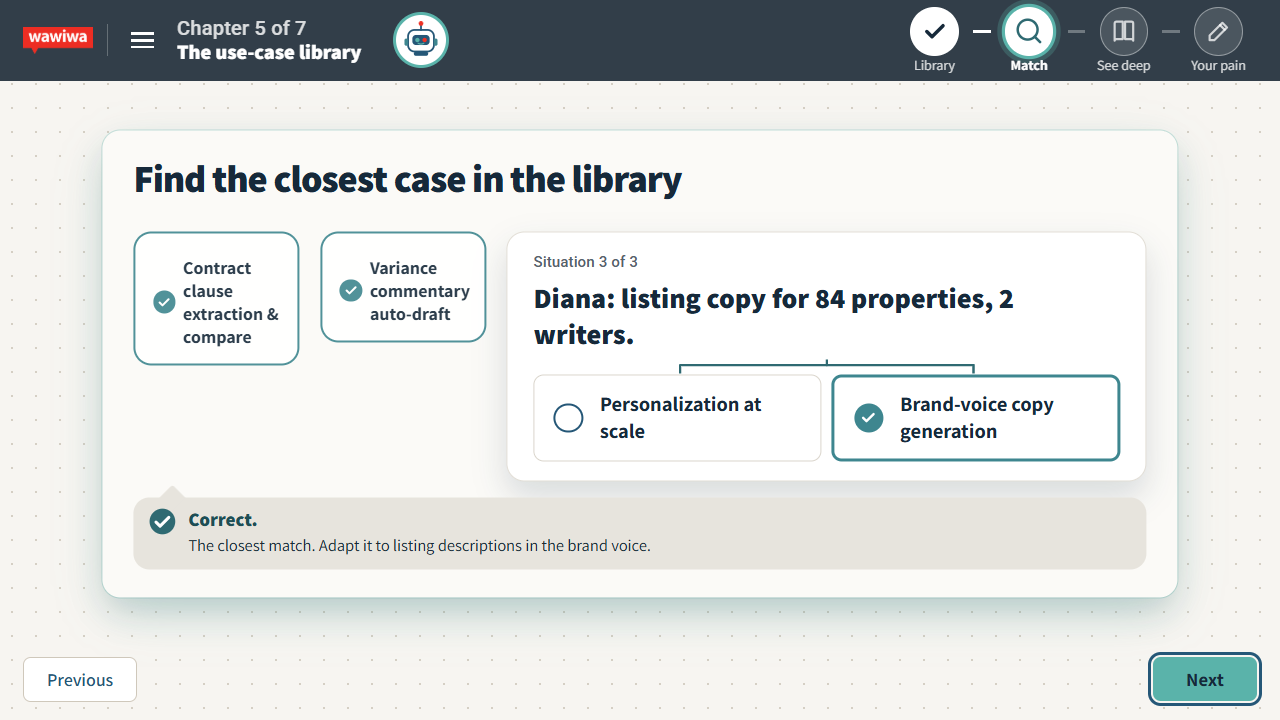 wawiwa
Chapter 5 of 7
The use-case library
Library
Match
See deep
Your pain
Find the closest case in the library
Contract
clause
extraction &
compare
Variance
commentary
auto-draft
Situation 3 of 3
Diana: listing copy for 84 properties, 2
writers.
Personalization at
scale
Brand-voice copy
generation
Correct.
The closest match. Adapt it to listing descriptions in the brand voice.
Previous
Next